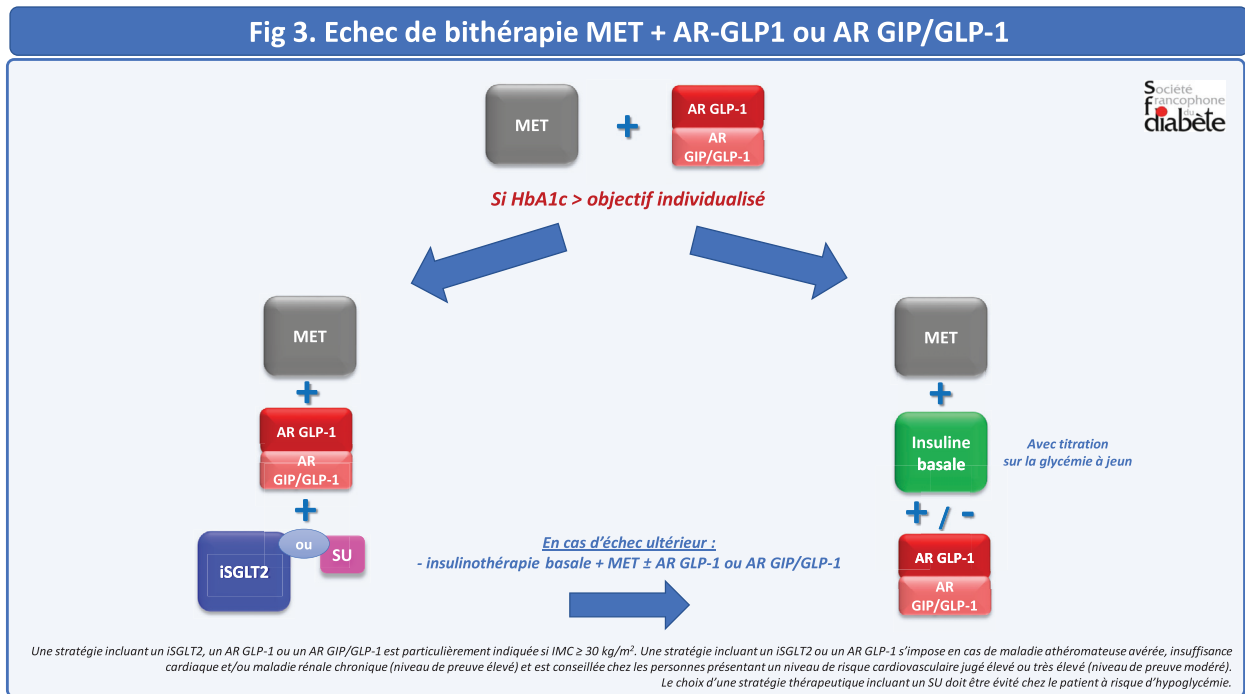 Fig 3. Echec de bithérapie MET + AR-GLP1 ou AR GIP/GLP-1
Société
francophone
du
diabète
MET
+
AR GLP-1
AR
GIP/GLP-1
Si HbA1c > objectif individualisé
MET
+
AR GLP-1
AR
GIP/GLP-1
+
iSGLT2
ou
SU
En cas d’échec ultérieur :
- insulinothérapie basale + MET ± AR GLP-1 ou AR GIP/GLP-1
MET
+
Insuline
basale
Avec titration
sur la glycémie à jeun
+ / -
AR GLP-1
AR
GIP/GLP-1
Une stratégie incluant un iSGLT2, un AR GLP-1 ou un AR GIP/GLP-1 est particulièrement indiquée si IMC ≥ 30 kg/m². Une stratégie incluant un iSGLT2 ou un AR GLP-1 s’impose en cas de maladie athéromateuse avérée, insuffisance
cardiaque et/ou maladie rénale chronique (niveau de preuve élevé) et est conseillée chez les personnes présentant un niveau de risque cardiovasculaire jugé élevé ou très élevé (niveau de preuve modéré).
Le choix d’une stratégie thérapeutique incluant un SU doit être évité chez le patient à risque d’hypoglycémie.